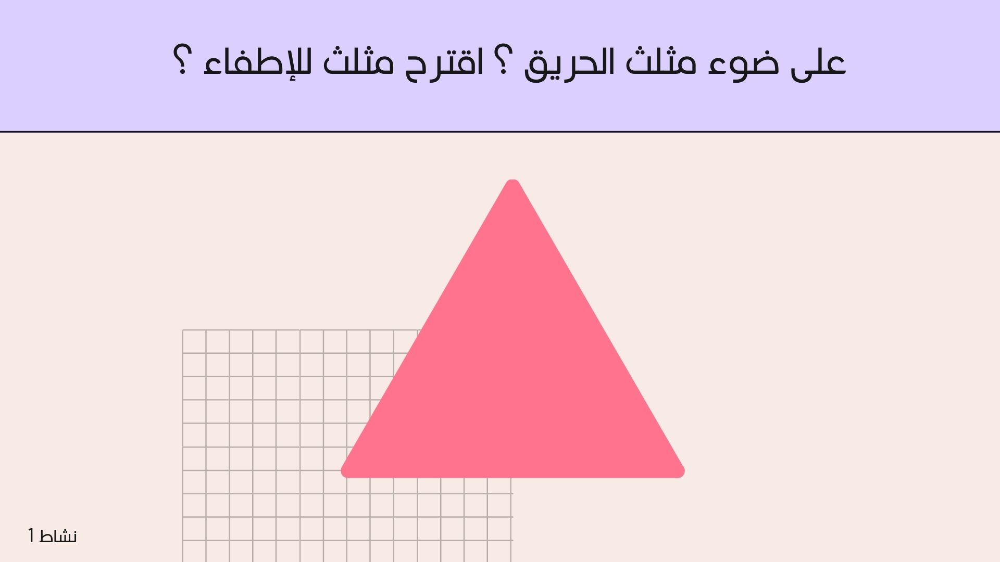 على ضوء مثلث الحريق ؟ اقترح مثلث للإطفاء ؟
نشاط 1